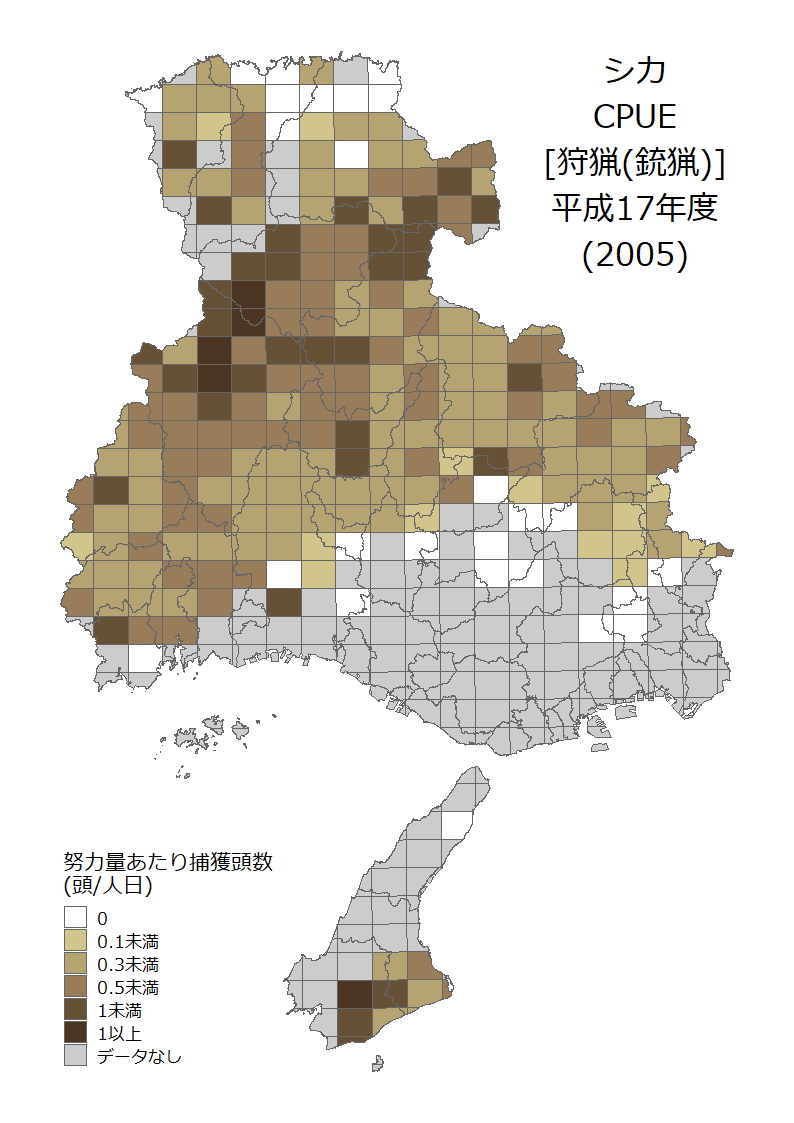 シカ
CPUE
[狩猟(銃猟)]
平成17年度
(2005)
努力量あたり捕獲頭数
(頭/人日)
0
0.1未満
0.3未満
0.5未満
1未満
1以上
データなし